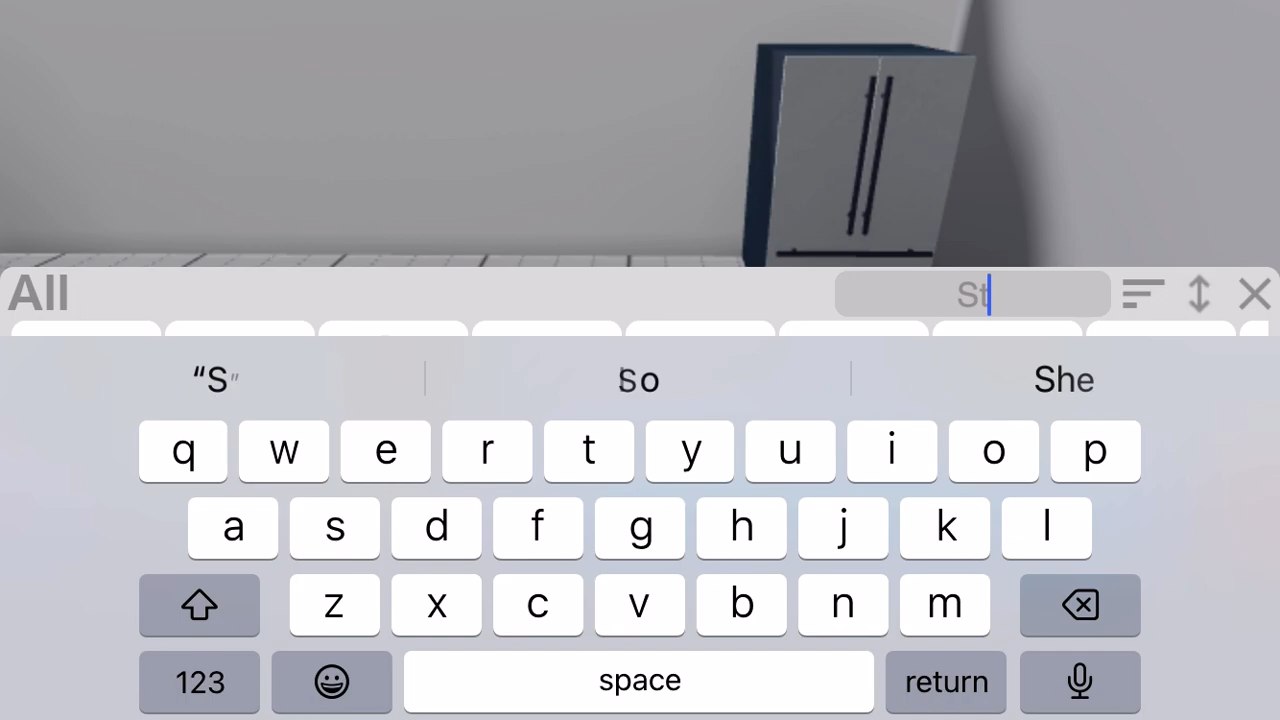 All St
“S” So She
q w e r t y u i o p
a s d f g h j k l
z x c v b n m
123 space return